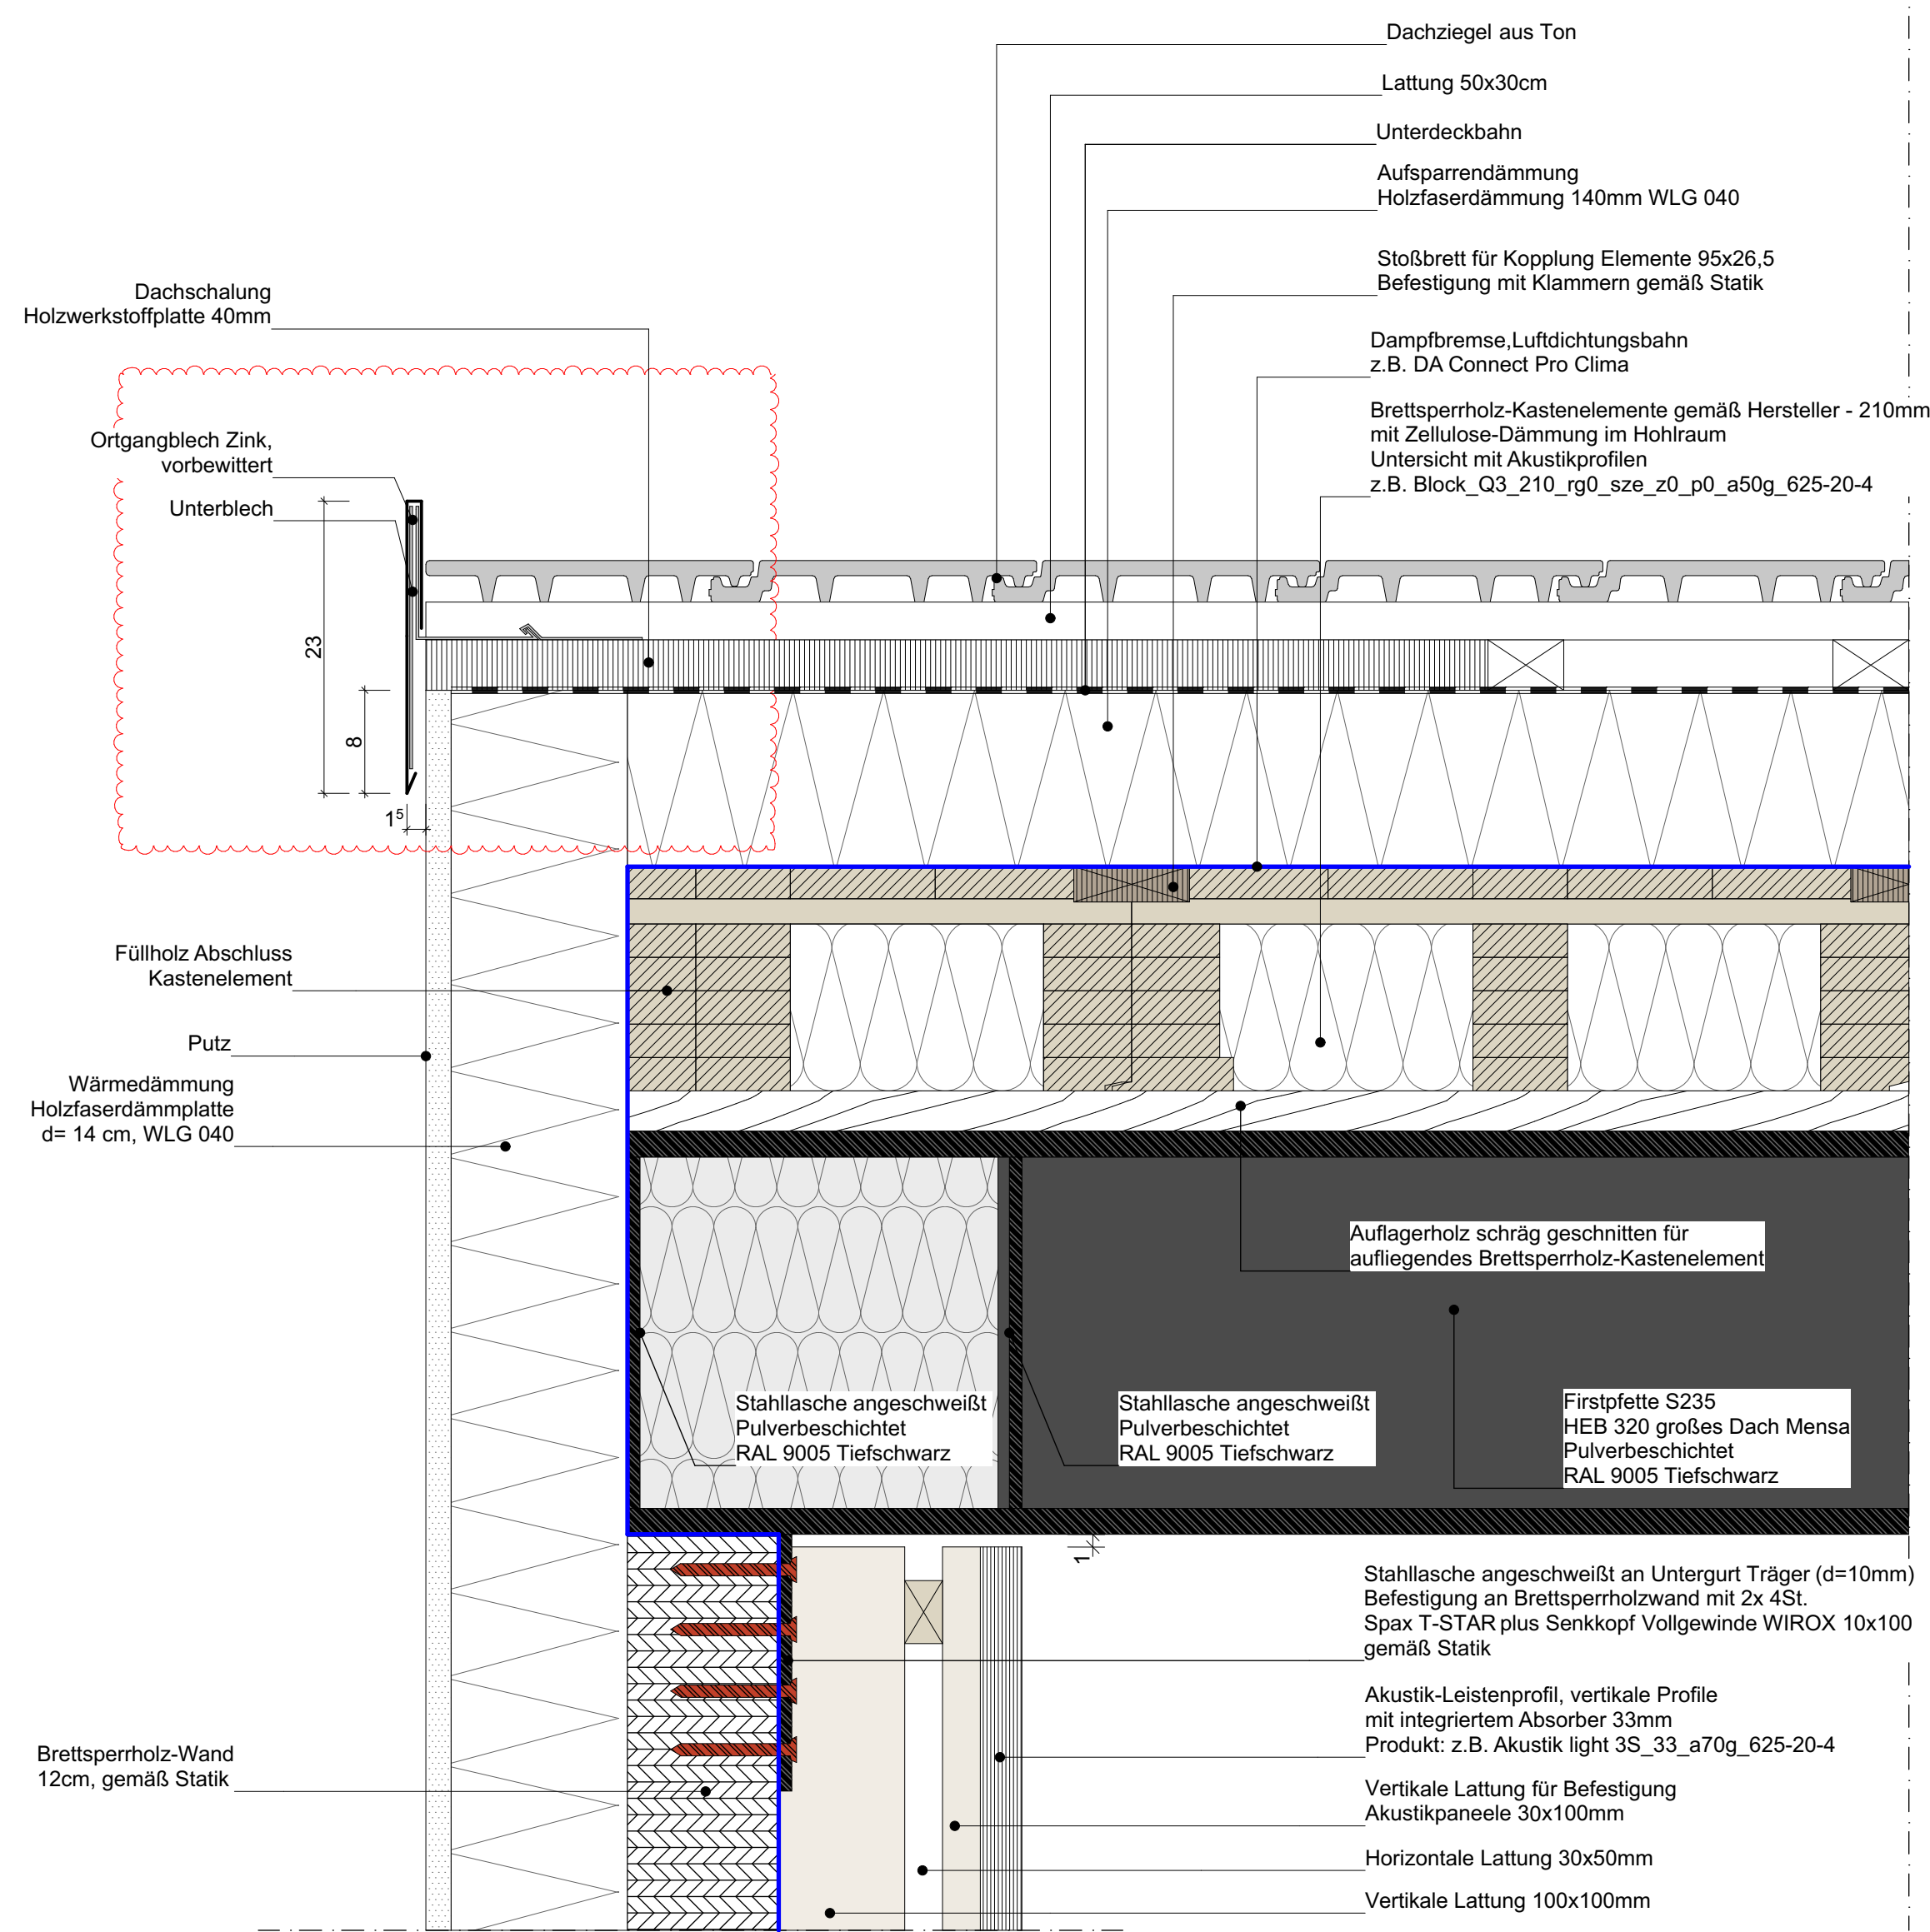 Dachziegel aus Ton
Lattung 50x30cm
Unterdeckbahn
Aufsparrendämmung
Holzfaserdämmung 140mm WLG 040
Stoßbrett für Kopplung Elemente 95x26,5
Befestigung mit Klammern gemäß Statik
Dachschalung
Holzwerkstoffplatte 40mm
Dampfbremse,Luftdichtungsbahn
z.B. DA Connect Pro Clima
Brettsperrholz-Kastenelemente gemäß Hersteller - 210mm
mit Zellulose-Dämmung im Hohlraum
Untersicht mit Akustikprofilen
z.B. Block_Q3_210_rg0_sze_z0_p0_a50g_625-20-4
Ortgangblech Zink,
vorbewittert
Unterblech
23
8
1⁵
Füllholz Abschluss
Kastenelement
Putz
Wärmedämmung
Holzfaserdämmplatte
d= 14 cm, WLG 040
Auflagerholz schräg geschnitten für
aufliegendes Brettsperrholz-Kastenelement
Stahllasche angeschweißt
Pulverbeschichtet
RAL 9005 Tiefschwarz
Stahllasche angeschweißt
Pulverbeschichtet
RAL 9005 Tiefschwarz
Firstpfette S235
HEB 320 großes Dach Mensa
Pulverbeschichtet
RAL 9005 Tiefschwarz
1
Stahllasche angeschweißt an Untergurt Träger (d=10mm)
Befestigung an Brettsperrholzwand mit 2x 4St.
Spax T-STAR plus Senkkopf Vollgewinde WIROX 10x100
gemäß Statik
Akustik-Leistenprofil, vertikale Profile
mit integriertem Absorber 33mm
Produkt: z.B. Akustik light 3S_33_a70g_625-20-4
Brettsperrholz-Wand
12cm, gemäß Statik
Vertikale Lattung für Befestigung
Akustikpaneele 30x100mm
Horizontale Lattung 30x50mm
Vertikale Lattung 100x100mm